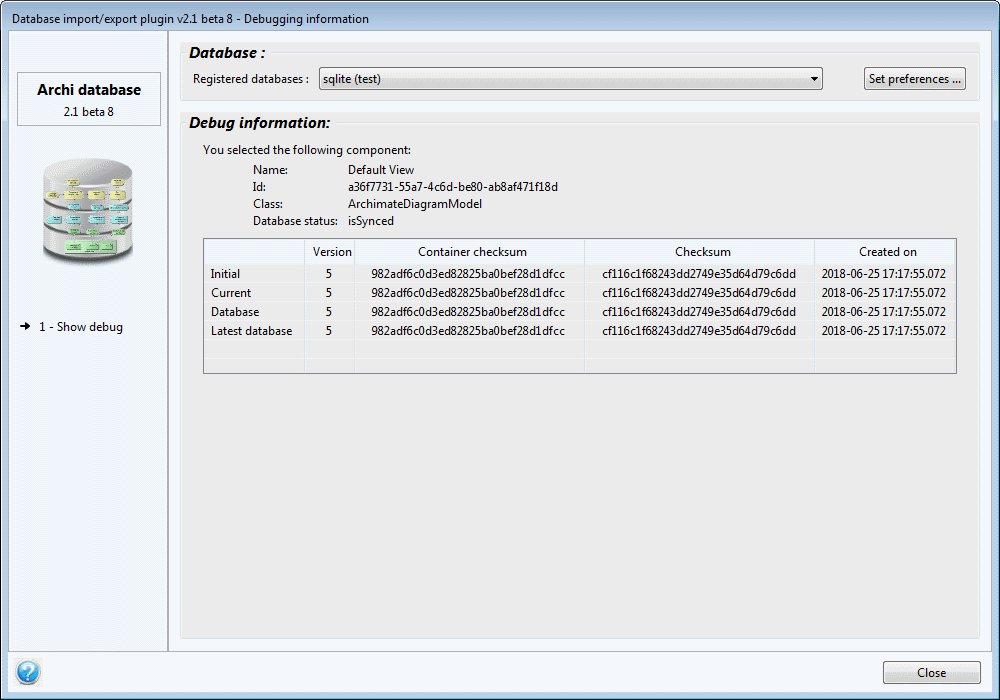 Database import/export plugin v2.1 beta 8 - Debugging information
Archi database
2.1 beta 8
1 - Show debug
Database :
Registered databases : sqlite (test) Set preferences ...
Debug information:
You selected the following component:
Name: Default View
Id: a36f7731-55a7-4c6d-be80-ab8af471f18d
Class: ArchimateDiagramModel
Database status: isSynced
Version Container checksum Checksum Created on
Initial 5 982adf6c0d3ed82825ba0bef28d1dfcc cf116c1f68243dd2749e35d64d79c6dd 2018-06-25 17:17:55.072
Current 5 982adf6c0d3ed82825ba0bef28d1dfcc cf116c1f68243dd2749e35d64d79c6dd 2018-06-25 17:17:55.072
Database 5 982adf6c0d3ed82825ba0bef28d1dfcc cf116c1f68243dd2749e35d64d79c6dd 2018-06-25 17:17:55.072
Latest database 5 982adf6c0d3ed82825ba0bef28d1dfcc cf116c1f68243dd2749e35d64d79c6dd 2018-06-25 17:17:55.072
? Close